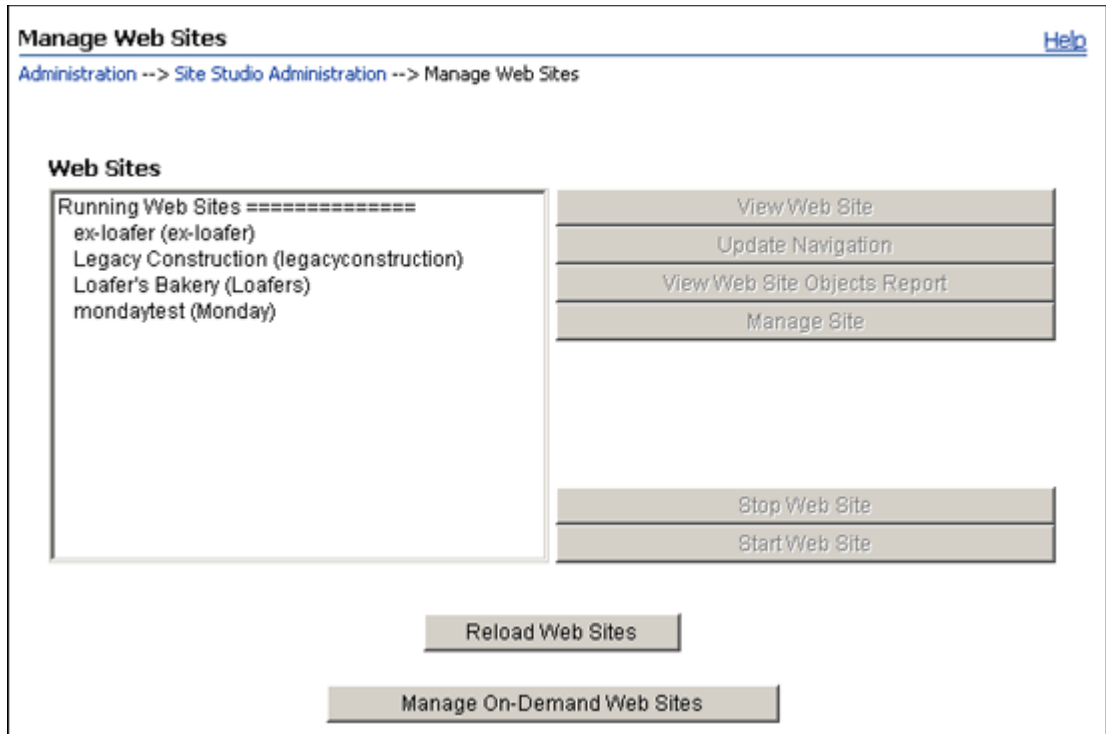 Manage Web Sites
Help
Administration --> Site Studio Administration --> Manage Web Sites
Web Sites
Running Web Sites ==============
ex-loafer (ex-loafer)
Legacy Construction (legacyconstruction)
Loafer's Bakery (Loafers)
mondaytest (Monday)
View Web Site
Update Navigation
View Web Site Objects Report
Manage Site
Stop Web Site
Start Web Site
Reload Web Sites
Manage On-Demand Web Sites